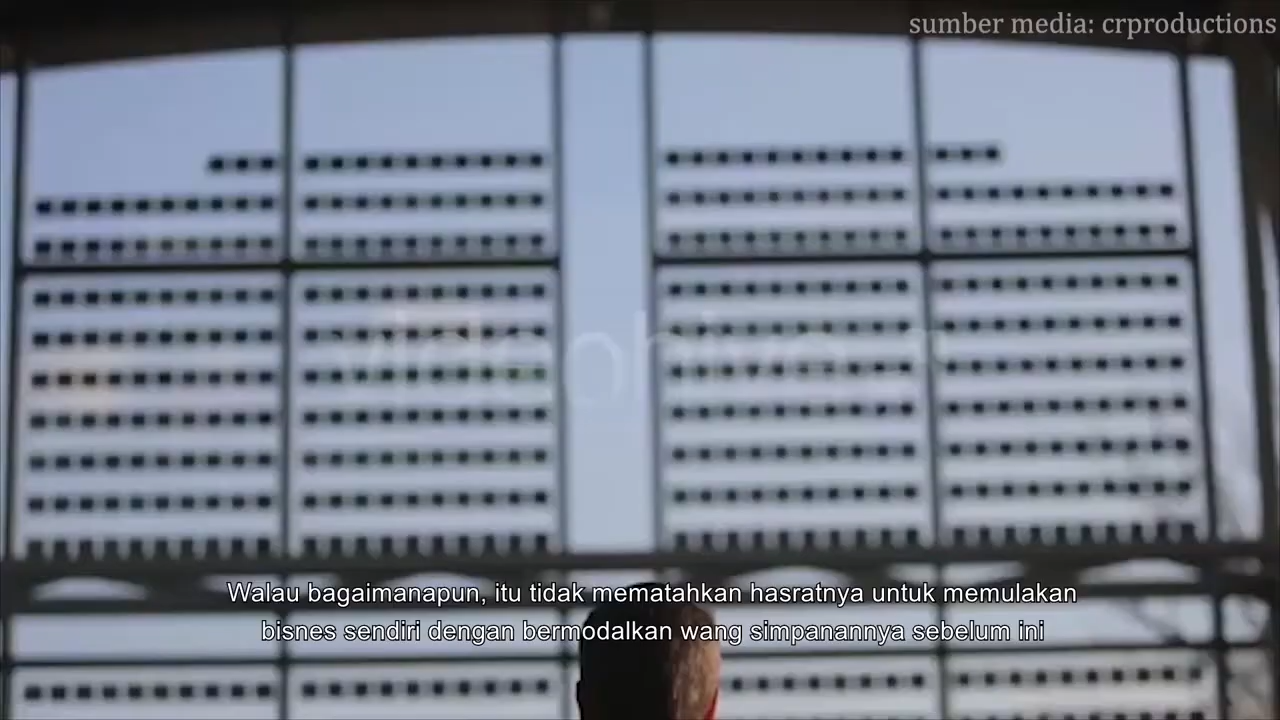 sumber media: crproductions
videohive
Walau bagaimanapun, itu tidak mematahkan hasratnya untuk memulakan
bisnes sendiri dengan bermodalkan wang simpanannya sebelum ini